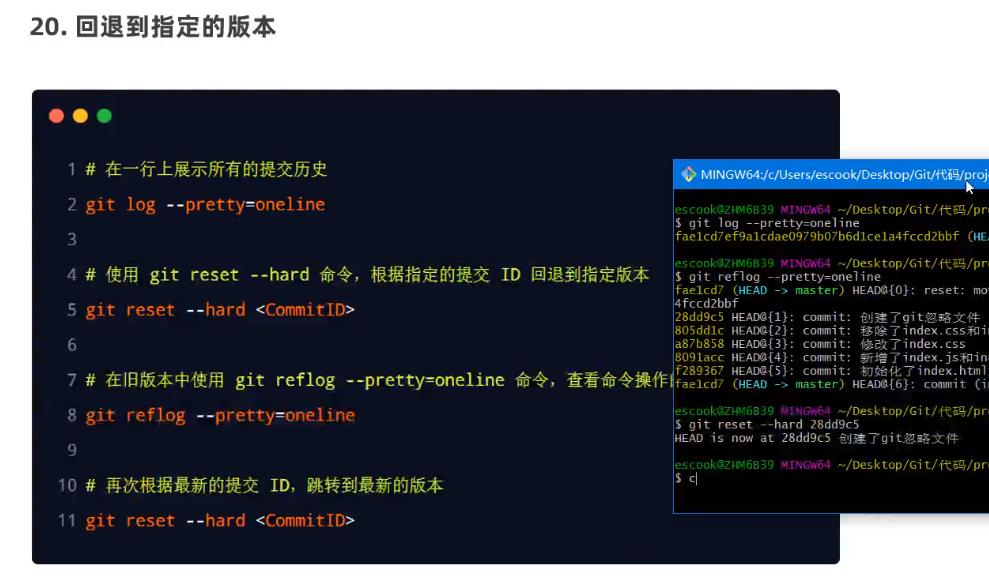 20. 回退到指定的版本
1 # 在一行上展示所有的提交历史
2 git log --pretty=oneline
3
4 # 使用 git reset --hard 命令，根据指定的提交 ID 回退到指定版本
5 git reset --hard <CommitID>
6
7 # 在旧版本中使用 git reflog --pretty=oneline 命令，查看命令操作
8 git reflog --pretty=oneline
9
10 # 再次根据最新的提交 ID，跳转到最新的版本
11 git reset --hard <CommitID>
MINGW64:/c/Users/escook/Desktop/Git/代码/proj
escook@ZHM6B39 MINGW64 ~/Desktop/Git/代码/pro
$ git log --pretty=oneline
fae1cd7ef9a1cdae0979b07b6d1ce1a4fccd2bbf (HE
escook@ZHM6B39 MINGW64 ~/Desktop/Git/代码/pro
$ git reflog --pretty=oneline
fae1cd7 (HEAD -> master) HEAD@{0}: reset: mo
4fccd2bbf
28dd9c5 HEAD@{1}: commit: 创建了git忽略文件
805dd1c HEAD@{2}: commit: 移除了index.css和i
a87b858 HEAD@{3}: commit: 修改了index.css
8091acc HEAD@{4}: commit: 新增了index.js和in
f289367 HEAD@{5}: commit: 初始化了index.html
fae1cd7 (HEAD -> master) HEAD@{6}: commit (i
escook@ZHM6B39 MINGW64 ~/Desktop/Git/代码/pro
$ git reset --hard 28dd9c5
HEAD is now at 28dd9c5 创建了git忽略文件
escook@ZHM6B39 MINGW64 ~/Desktop/Git/代码/pro
$ c